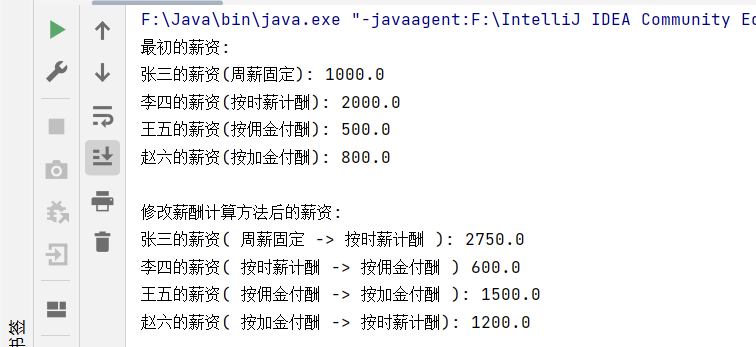 F:\Java\bin\java.exe "-javaagent:F:\IntelliJ IDEA Community Ed
最初的薪资:
张三的薪资(周薪固定): 1000.0
李四的薪资(按时薪计酬): 2000.0
王五的薪资(按佣金付酬): 500.0
赵六的薪资(按加金付酬): 800.0
修改薪酬计算方法后的薪资:
张三的薪资( 周薪固定 -> 按时薪计酬 ): 2750.0
李四的薪资( 按时薪计酬 -> 按佣金付酬 ) 600.0
王五的薪资( 按佣金付酬 -> 按加金付酬 ): 1500.0
赵六的薪资( 按加金付酬 -> 按时薪计酬): 1200.0
书签